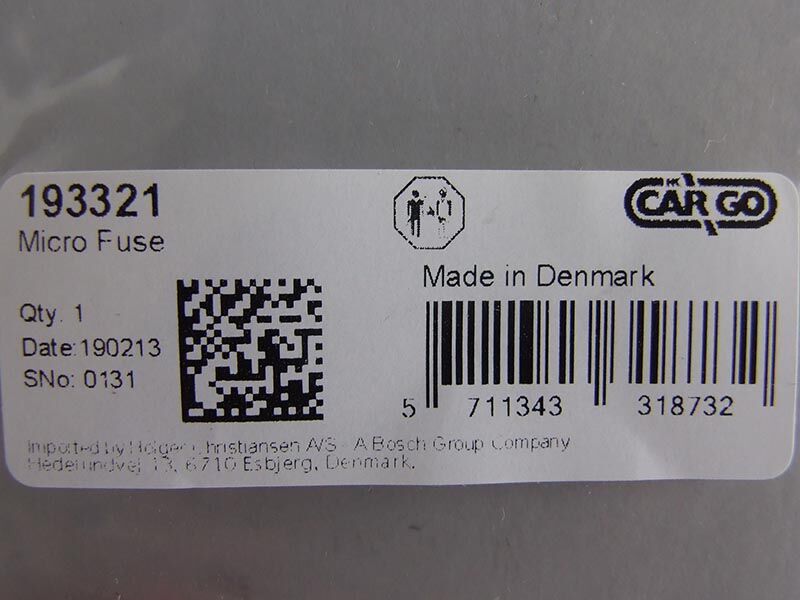 193321
Micro Fuse
HC
CARGO
Made in Denmark
Qty. 1
Date:190213
SNo: 0131
5 711343 318732
Imported by Holger Christiansen A/S - A Bosch Group Company
Hedelundvej 13, 6710 Esbjerg, Denmark.